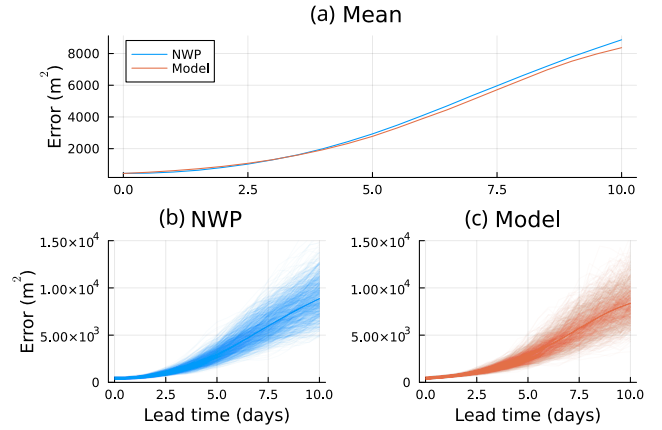 (a) Mean
Error (m²)
8000
6000
4000
2000
NWP
Model
0.0 2.5 5.0 7.5 10.0
(b) NWP
(c) Model
Error (m²)
1.50×10⁴
1.00×10⁴
5.00×10³
0
0.0 2.5 5.0 7.5 10.0
Lead time (days)
1.50×10⁴
1.00×10⁴
5.00×10³
0
0.0 2.5 5.0 7.5 10.0
Lead time (days)